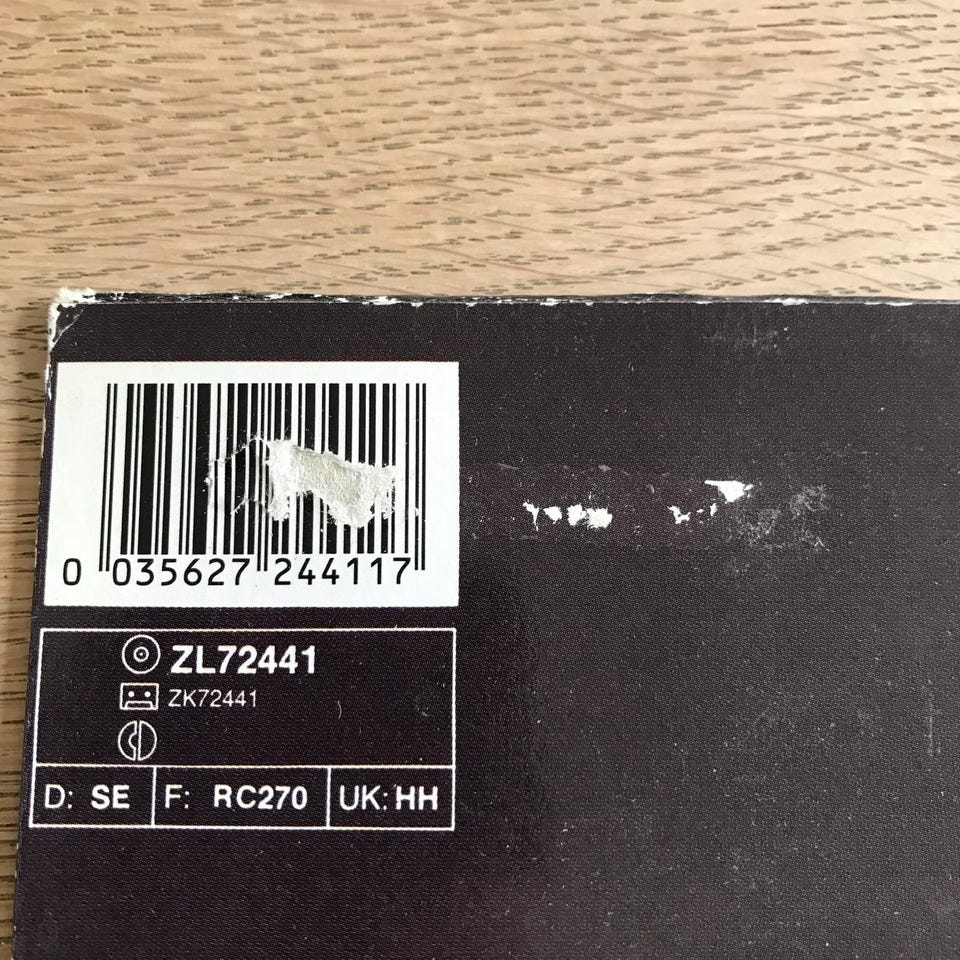 0 035627 244117
ZL72441
ZK72441
D: SE F: RC270 UK: HH